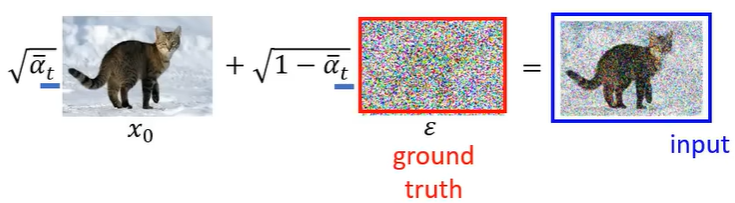 √ᾱₜ + √1 − ᾱₜ =
x₀ ε
ground
truth
input